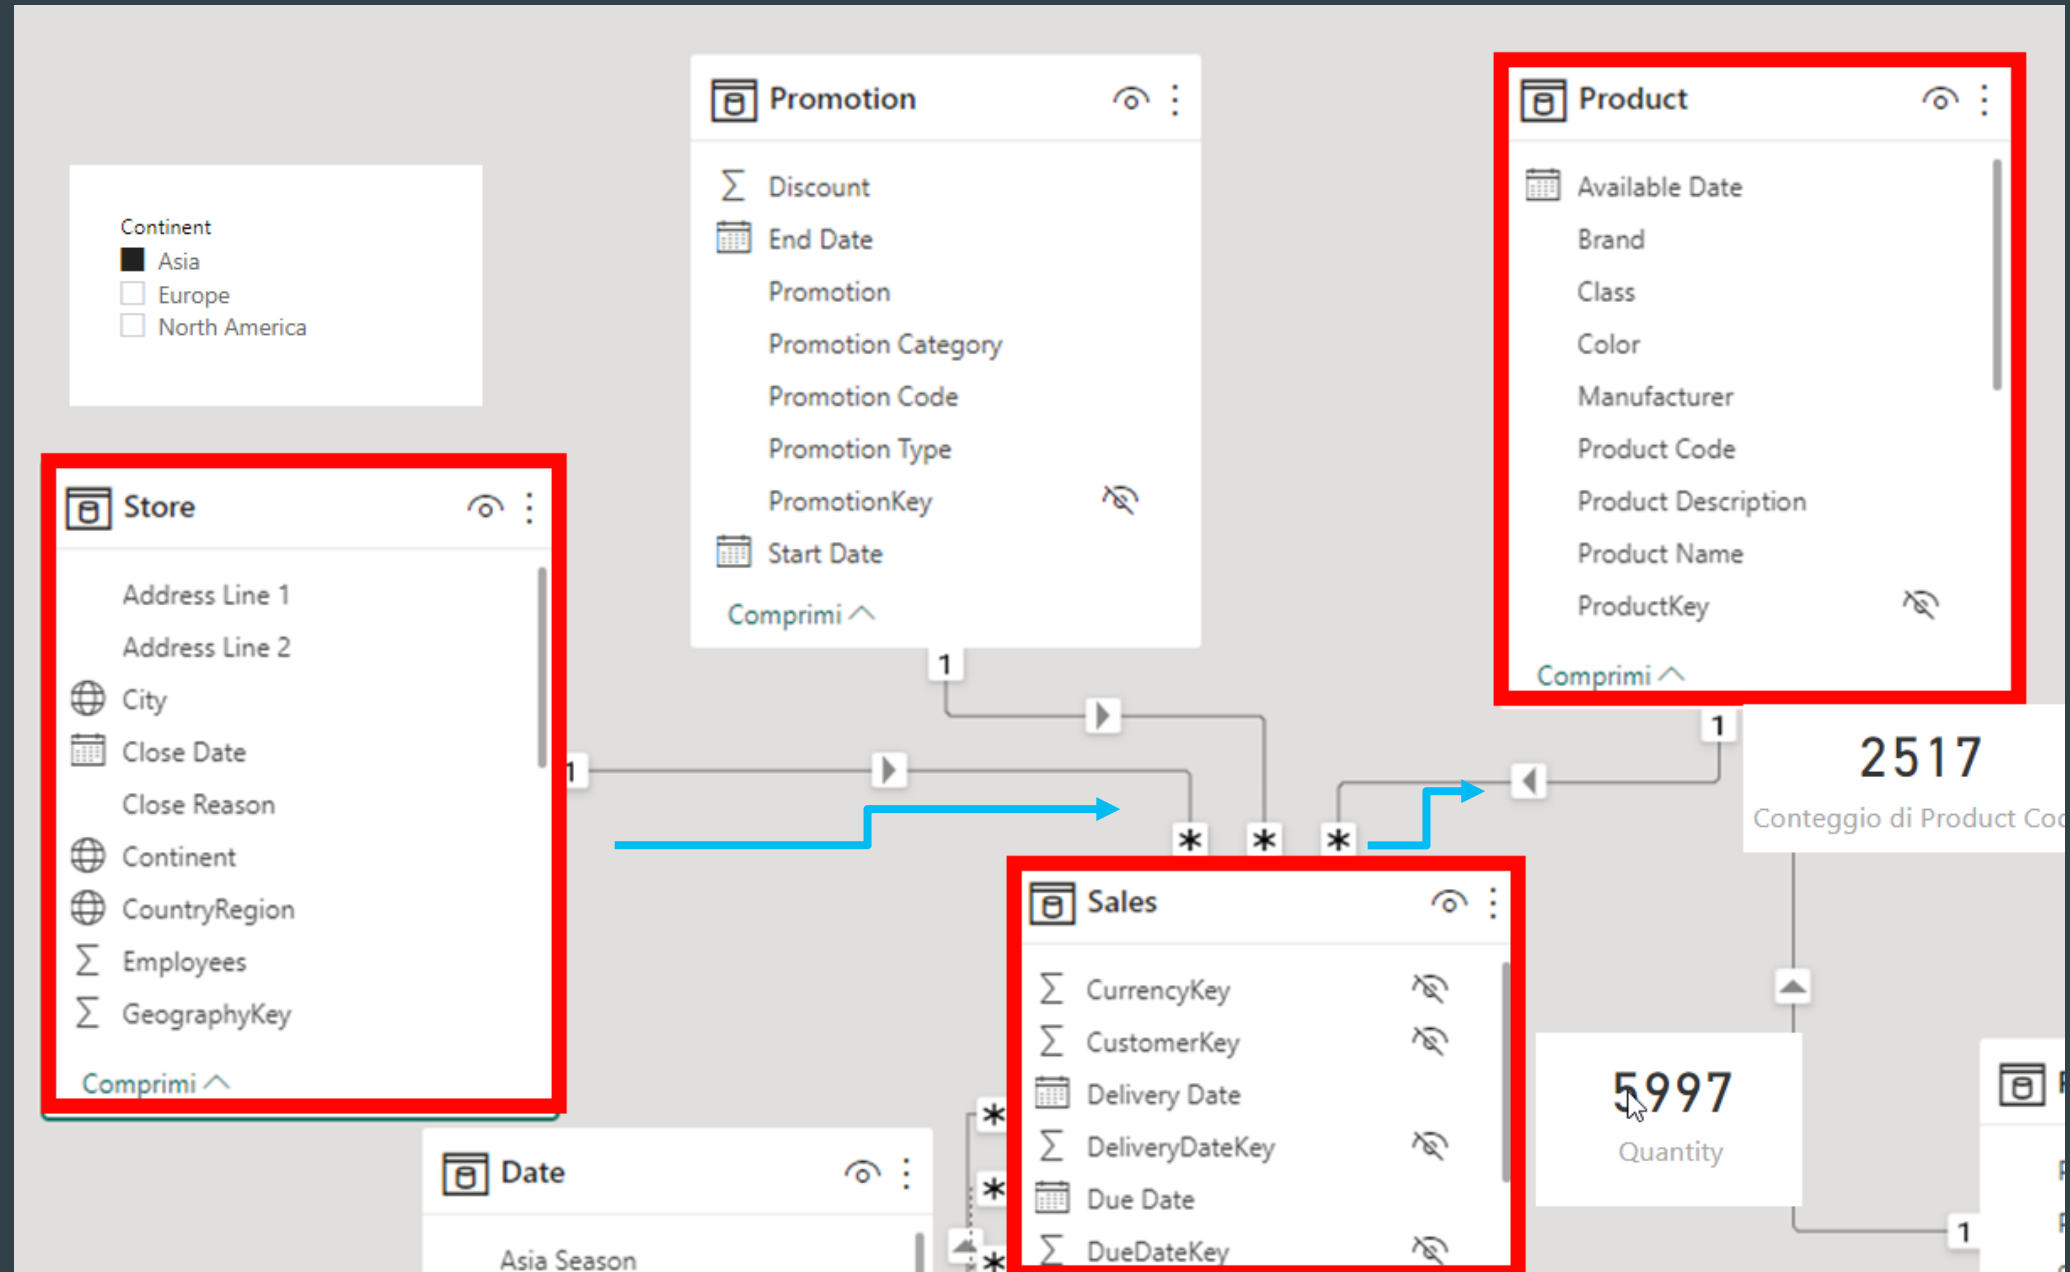 Continent
Asia
Europe
North America
Promotion
Discount
End Date
Promotion
Promotion Category
Promotion Code
Promotion Type
PromotionKey
Start Date
Comprimi
1
Product
Available Date
Brand
Class
Color
Manufacturer
Product Code
Product Description
Product Name
ProductKey
Comprimi
1
2517
Conteggio di Product
Store
Address Line 1
Address Line 2
City
Close Date
Close Reason
Continent
CountryRegion
Employees
GeographyKey
Comprimi
1
* * *
Sales
CurrencyKey
CustomerKey
Delivery Date
DeliveryDateKey
Due Date
DueDateKey
*
*
*
5997
Quantity
1
Date
Asia Season